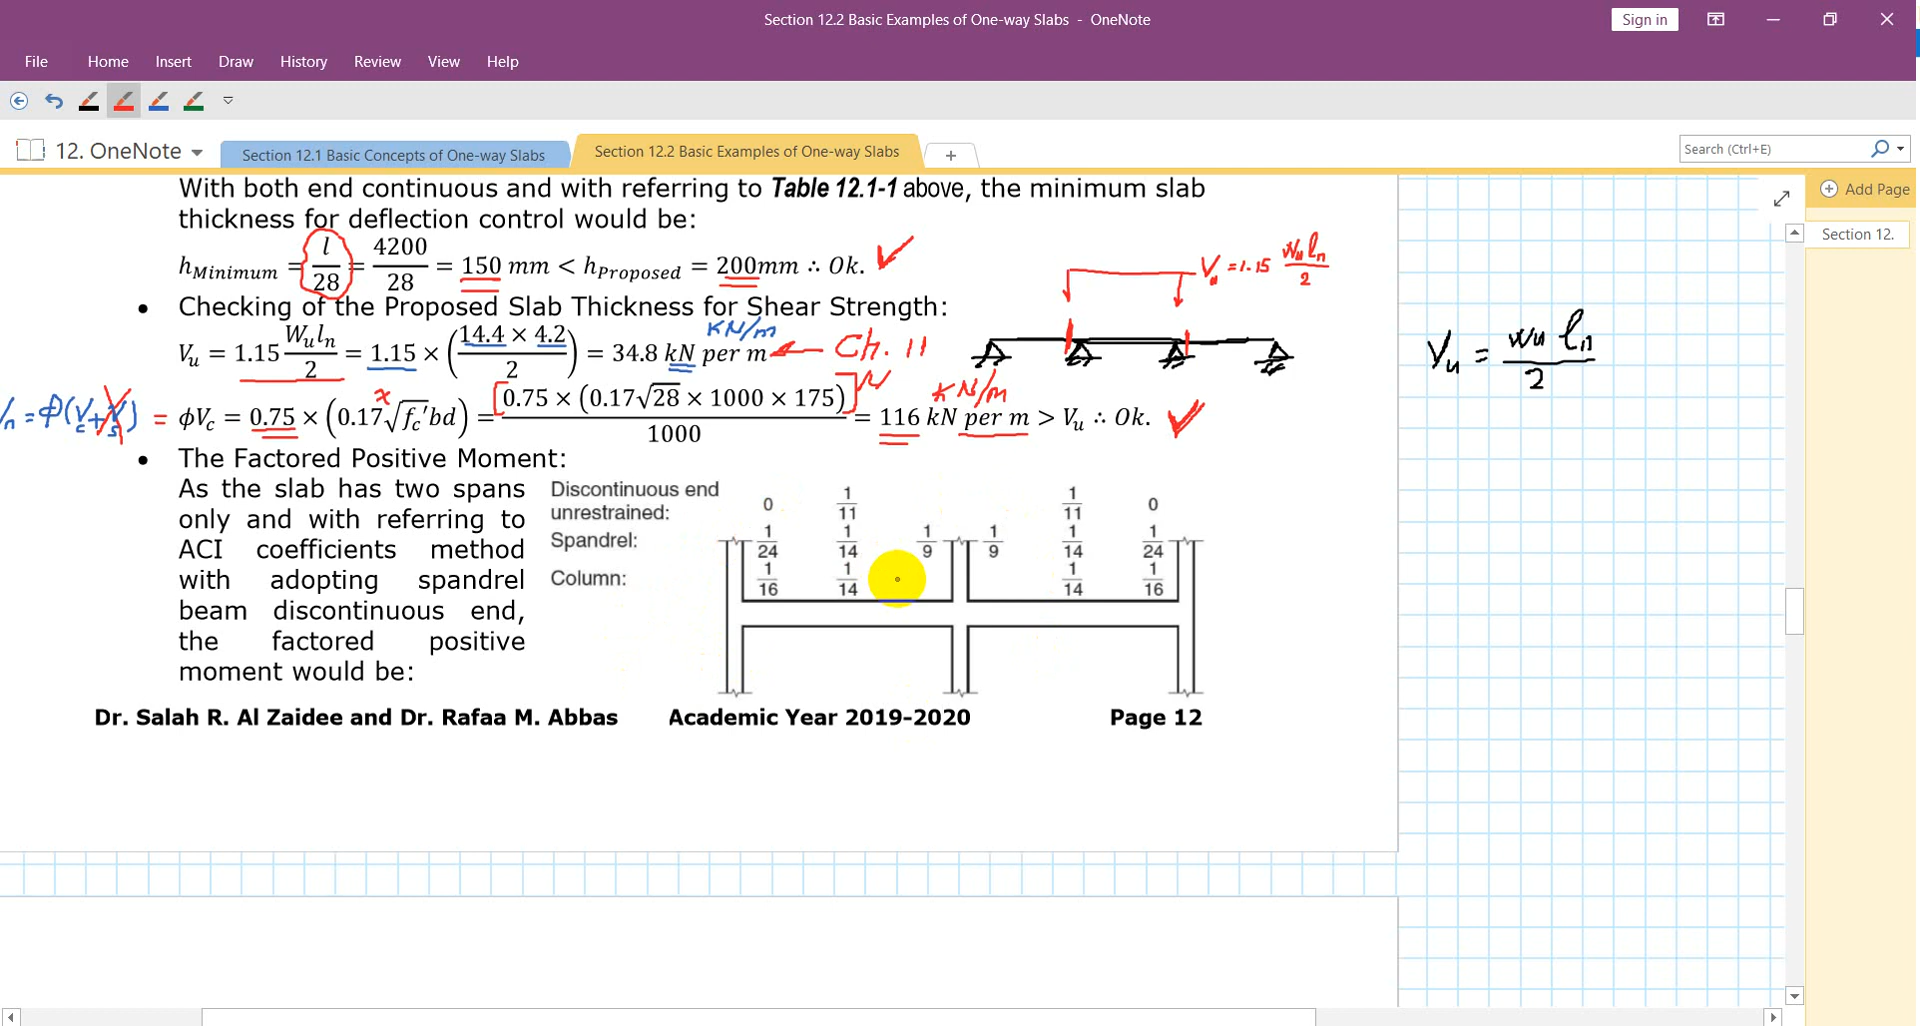 Section 12.2 Basic Examples of One-way Slabs - OneNote
Sign in
File Home Insert Draw History Review View Help
12. OneNote
Section 12.1 Basic Concepts of One-way Slabs
Section 12.2 Basic Examples of One-way Slabs
+
Search (Ctrl+E)
Add Page
Section 12.
With both end continuous and with referring to Table 12.1-1 above, the minimum slab
thickness for deflection control would be:
h_Minimum = l/28 = 4200/28 = 150 mm < h_Proposed = 200mm ∴ Ok. ✓
V_u = 1.15 W_u l_n / 2
• Checking of the Proposed Slab Thickness for Shear Strength:
V_u = 1.15 W_u l_n / 2 = 1.15 × (14.4 × 4.2 / 2) = 34.8 kN per m
KN/m
← Ch. 11
V_u = W_u l_n / 2
= ϕ(V_c + V_s) = ϕV_c = 0.75 × (0.17√f_c′ bd) = 0.75 × (0.17√28 × 1000 × 175) / 1000 = 116 kN per m > V_u ∴ Ok. ✓
N
KN/m
• The Factored Positive Moment:
As the slab has two spans
only and with referring to
ACI coefficients method
with adopting spandrel
beam discontinuous end,
the factored positive
moment would be:
Discontinuous end
unrestrained: 0 1/11 1/11 0
Spandrel: 1/24 1/14 1/9 1/9 1/14 1/24
Column: 1/16 1/14 1/14 1/16
Dr. Salah R. Al Zaidee and Dr. Rafaa M. Abbas Academic Year 2019-2020 Page 12